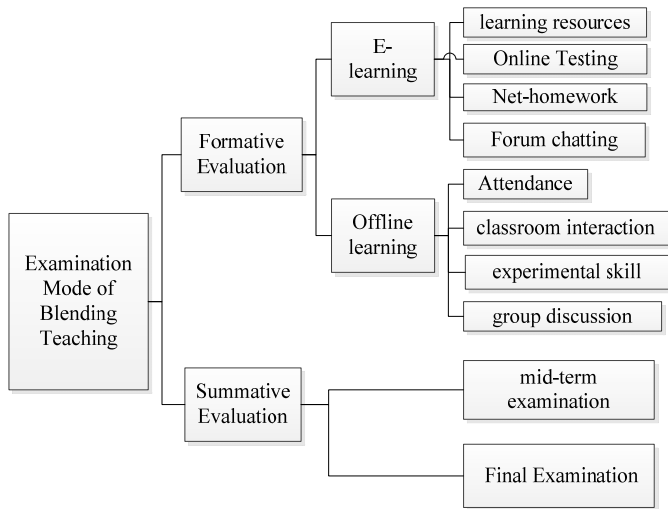 Examination
Mode of
Blending
Teaching
Formative
Evaluation
E-
learning
learning resources
Online Testing
Net-homework
Forum chatting
Offline
learning
Attendance
classroom interaction
experimental skill
group discussion
Summative
Evaluation
mid-term
examination
Final Examination